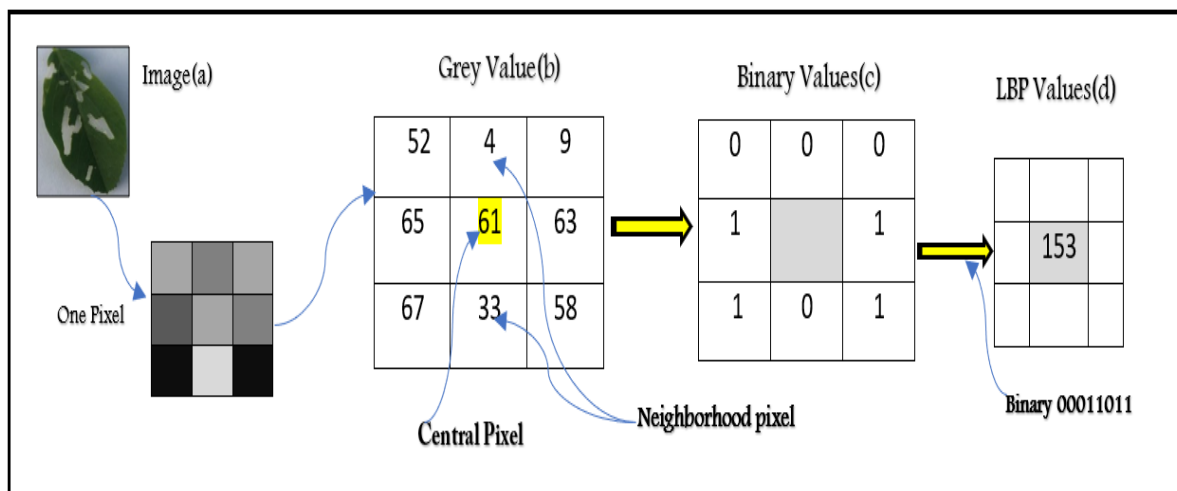 Image(a)
Grey Value(b)
Binary Values(c)
LBP Values(d)
52 4 9
65 61 63
67 33 58
0 0 0
1 1
1 0 1
153
One Pixel
Central Pixel
Neighborhood pixel
Binary 00011011